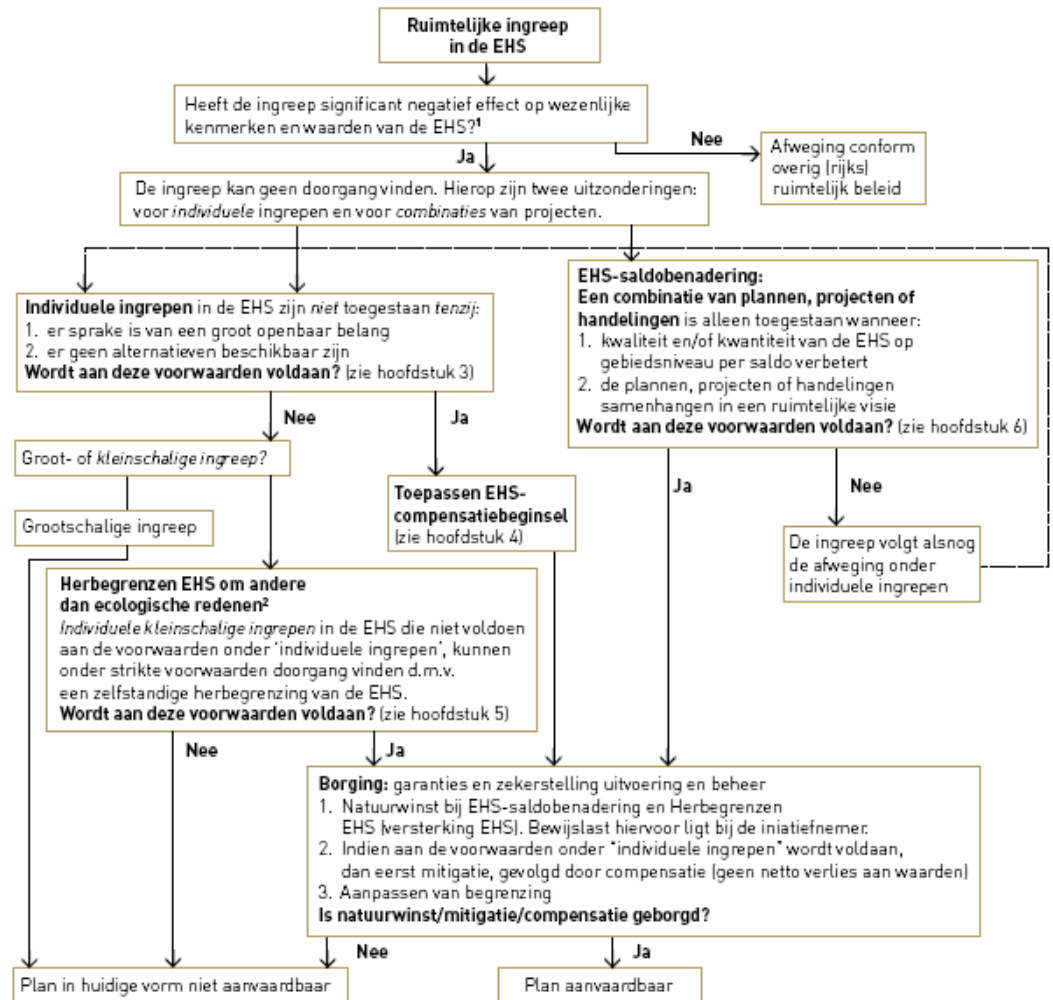 Ruimtelijke ingreep
in de EHS
Heeft de ingreep significant negatief effect op wezenlijke
kenmerken en waarden van de EHS?¹
Nee
Afweging conform
overig (rijks)
ruimtelijk beleid
Ja
De ingreep kan geen doorgang vinden. Hierop zijn twee uitzonderingen:
voor individuele ingrepen en voor combinaties van projecten.
Individuele ingrepen in de EHS zijn niet toegestaan tenzij:
1. er sprake is van een groot openbaar belang
2. er geen alternatieven beschikbaar zijn
Wordt aan deze voorwaarden voldaan? (zie hoofdstuk 3)
EHS-saldobenadering:
Een combinatie van plannen, projecten of
handelingen is alleen toegestaan wanneer:
1. kwaliteit en/of kwantiteit van de EHS op
gebiedsniveau per saldo verbetert
2. de plannen, projecten of handelingen
samenhangen in een ruimtelijke visie
Wordt aan deze voorwaarden voldaan? (zie hoofdstuk 6)
Nee
Ja
Groot- of kleinschalige ingreep?
Grootschalige ingreep
Toepassen EHS-
compensatiebeginsel
(zie hoofdstuk 4)
Ja
Nee
De ingreep volgt alsnog
de afweging onder
individuele ingrepen
Herbegrenzen EHS om andere
dan ecologische redenen²
Individuele kleinschalige ingrepen in de EHS die niet voldoen
aan de voorwaarden onder 'individuele ingrepen', kunnen
onder strikte voorwaarden doorgang vinden d.m.v.
een zelfstandige herbegrenzing van de EHS.
Wordt aan deze voorwaarden voldaan? (zie hoofdstuk 5)
Nee
Ja
Borging: garanties en zekerstelling uitvoering en beheer
1. Natuurwinst bij EHS-saldobenadering en Herbegrenzen
EHS (versterking EHS). Bewijslast hiervoor ligt bij de iniatiefnemer.
2. Indien aan de voorwaarden onder "individuele ingrepen" wordt voldaan,
dan eerst mitigatie, gevolgd door compensatie (geen netto verlies aan waarden)
3. Aanpassen van begrenzing
Is natuurwinst/mitigatie/compensatie geborgd?
Nee
Ja
Plan in huidige vorm niet aanvaardbaar
Plan aanvaardbaar